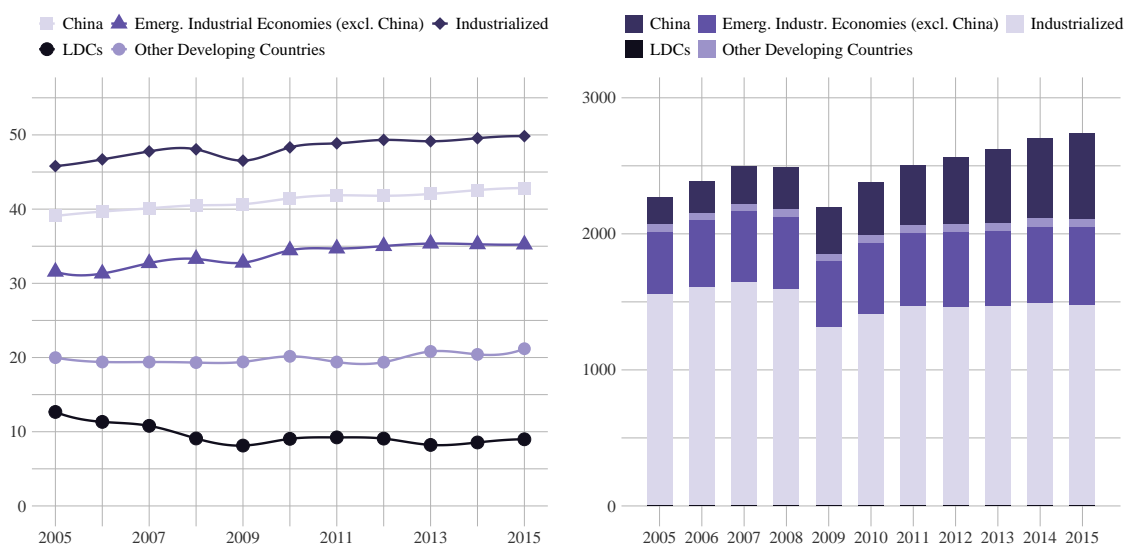 China Emerg. Industrial Economies (excl. China) Industrialized
LDCs Other Developing Countries
50
40
30
20
10
0
2005 2007 2009 2011 2013 2015
China Emerg. Industr. Economies (excl. China) Industrialized
LDCs Other Developing Countries
3000
2000
1000
0
2005 2006 2007 2008 2009 2010 2011 2012 2013 2014 2015